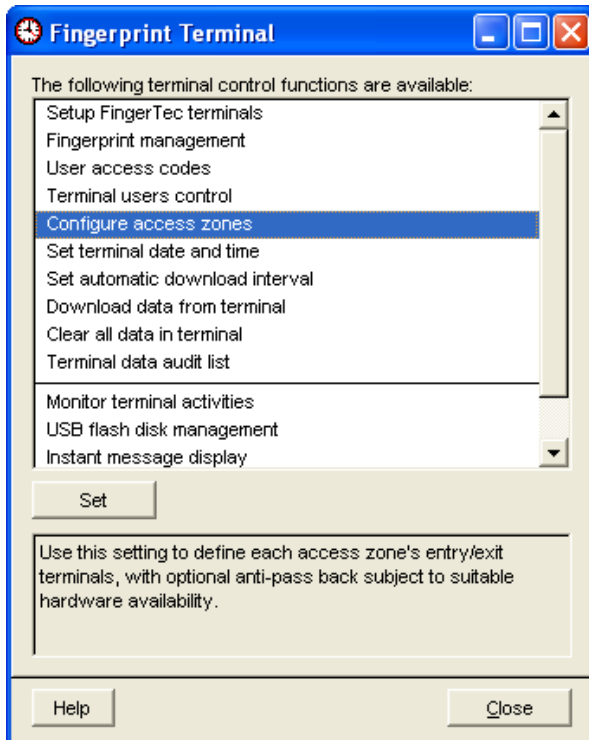 Fingerprint Terminal
The following terminal control functions are available:
Setup FingerTec terminals
Fingerprint management
User access codes
Terminal users control
Configure access zones
Set terminal date and time
Set automatic download interval
Download data from terminal
Clear all data in terminal
Terminal data audit list
Monitor terminal activities
USB flash disk management
Instant message display
Set
Use this setting to define each access zone's entry/exit
terminals, with optional anti-pass back subject to suitable
hardware availability.
Help
Close